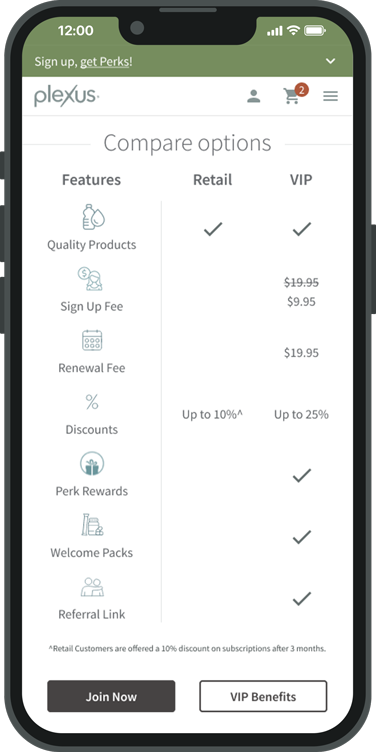 12:00
Sign up, get Perks!
plexus
2
Compare options
Features Retail VIP
Quality Products
$
$19.95
Sign Up Fee $9.95
Renewal Fee $19.95
%
Discounts Up to 10%^ Up to 25%
Perk Rewards
Welcome Packs
Referral Link
^Retail Customers are offered a 10% discount on subscriptions after 3 months.
Join Now VIP Benefits